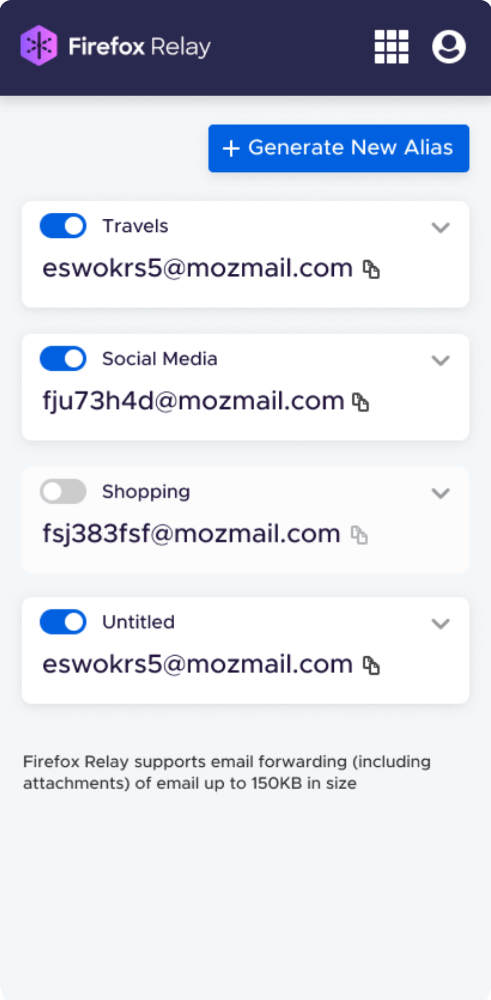 Firefox Relay
+ Generate New Alias
Travels
eswokrs5@mozmail.com
Social Media
fju73h4d@mozmail.com
Shopping
fsj383fsf@mozmail.com
Untitled
eswokrs5@mozmail.com
Firefox Relay supports email forwarding (including
attachments) of email up to 150KB in size